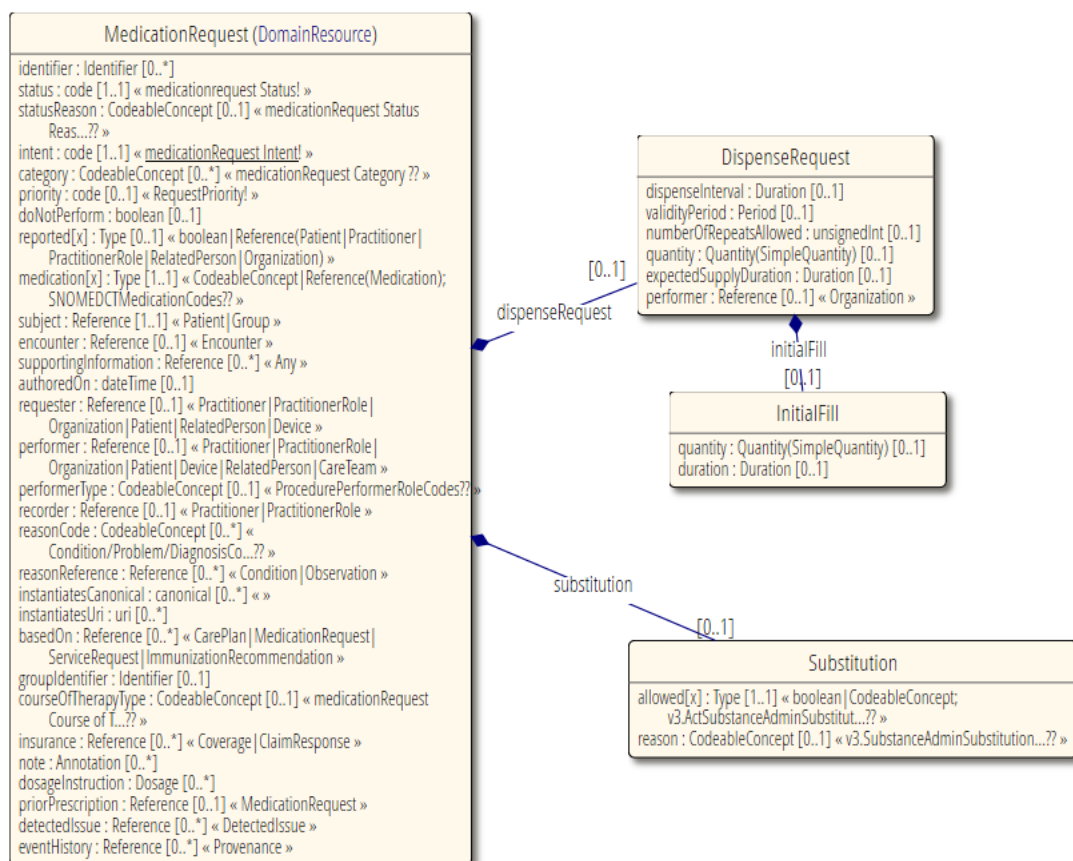 MedicationRequest (DomainResource)
identifier : Identifier [0..*]
status : code [1..1] « medicationrequest Status! »
statusReason : CodeableConcept [0..1] « medicationRequest Status
Reas...?? »
intent : code [1..1] « medicationRequest Intent! »
category : CodeableConcept [0..*] « medicationRequest Category ?? »
priority : code [0..1] « RequestPriority! »
doNotPerform : boolean [0..1]
reported[x] : Type [0..1] « boolean|Reference(Patient|Practitioner|
PractitionerRole|RelatedPerson|Organization) »
medication[x] : Type [1..1] « CodeableConcept|Reference(Medication);
SNOMEDCTMedicationCodes?? »
subject : Reference [1..1] « Patient|Group »
encounter : Reference [0..1] « Encounter »
supportingInformation : Reference [0..*] « Any »
authoredOn : dateTime [0..1]
requester : Reference [0..1] « Practitioner|PractitionerRole|
Organization|Patient|RelatedPerson|Device »
performer : Reference [0..1] « Practitioner|PractitionerRole|
Organization|Patient|Device|RelatedPerson|CareTeam »
performerType : CodeableConcept [0..1] « ProcedurePerformerRoleCodes?? »
recorder : Reference [0..1] « Practitioner|PractitionerRole »
reasonCode : CodeableConcept [0..*] «
Condition/Problem/DiagnosisCo...?? »
reasonReference : Reference [0..*] « Condition|Observation »
instantiatesCanonical : canonical [0..*] « »
instantiatesUri : uri [0..*]
basedOn : Reference [0..*] « CarePlan|MedicationRequest|
ServiceRequest|ImmunizationRecommendation »
groupIdentifier : Identifier [0..1]
courseOfTherapyType : CodeableConcept [0..1] « medicationRequest
Course of T...?? »
insurance : Reference [0..*] « Coverage|ClaimResponse »
note : Annotation [0..*]
dosageInstruction : Dosage [0..*]
priorPrescription : Reference [0..1] « MedicationRequest »
detectedIssue : Reference [0..*] « DetectedIssue »
eventHistory : Reference [0..*] « Provenance »
[0..1]
dispenseRequest
DispenseRequest
dispenseInterval : Duration [0..1]
validityPeriod : Period [0..1]
numberOfRepeatsAllowed : unsignedInt [0..1]
quantity : Quantity(SimpleQuantity) [0..1]
expectedSupplyDuration : Duration [0..1]
performer : Reference [0..1] « Organization »
initialFill
[0..1]
InitialFill
quantity : Quantity(SimpleQuantity) [0..1]
duration : Duration [0..1]
substitution
[0..1]
Substitution
allowed[x] : Type [1..1] « boolean|CodeableConcept;
v3.ActSubstanceAdminSubstitut...?? »
reason : CodeableConcept [0..1] « v3.SubstanceAdminSubstitution...?? »